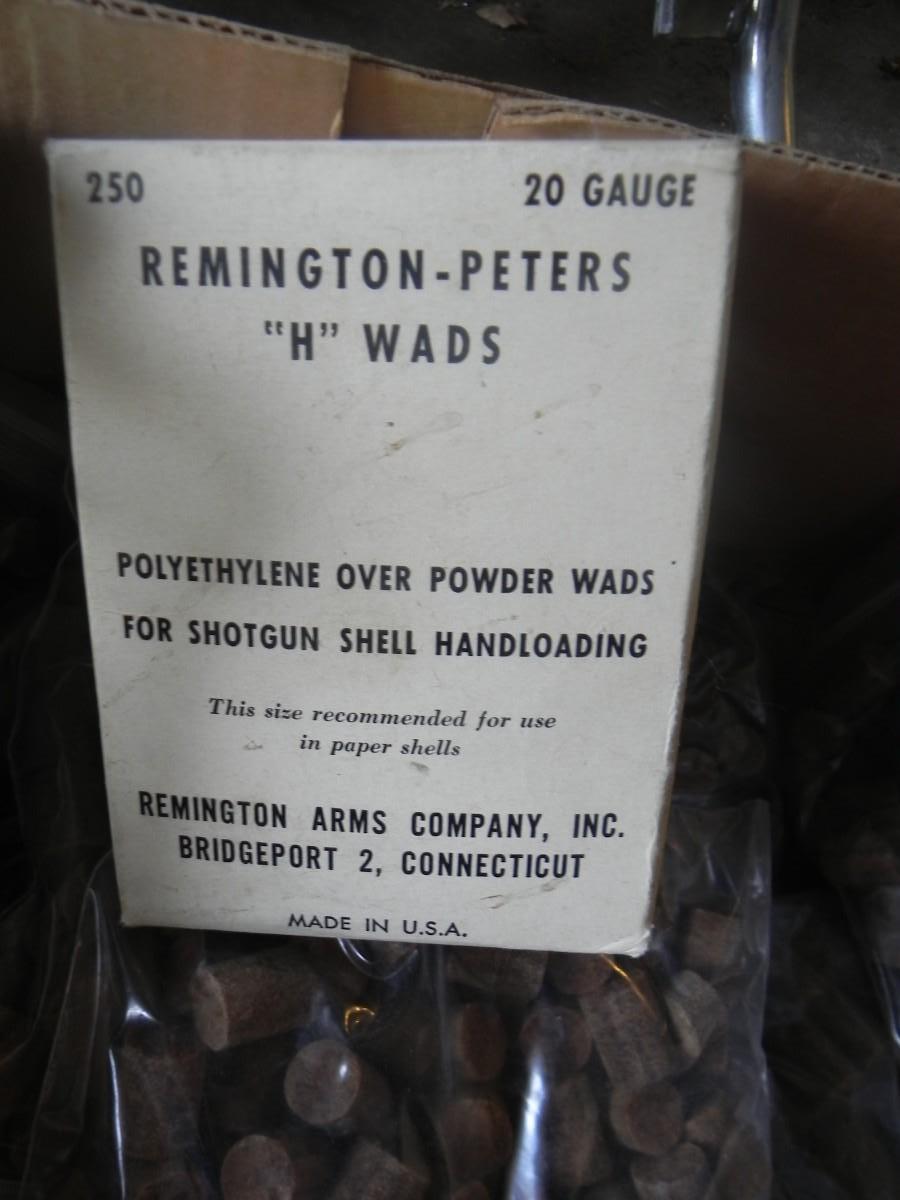 250 20 GAUGE
REMINGTON-PETERS
“H” WADS
POLYETHYLENE OVER POWDER WADS
FOR SHOTGUN SHELL HANDLOADING
This size recommended for use
in paper shells
REMINGTON ARMS COMPANY, INC.
BRIDGEPORT 2, CONNECTICUT
MADE IN U.S.A.